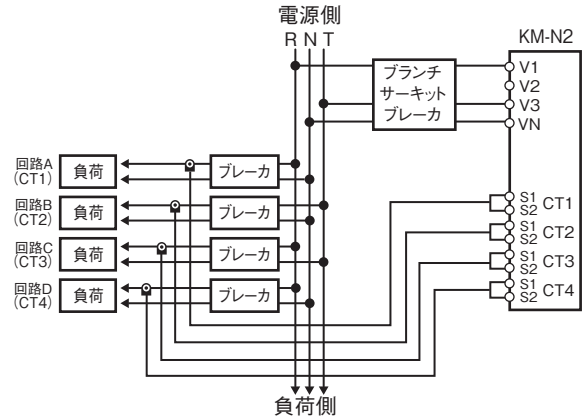 電源側
R N T
KM-N2
ブランチ
サーキット
ブレーカ
V1
V2
V3
VN
回路A
(CT1)
負荷
ブレーカ
回路B
(CT2)
負荷
ブレーカ
回路C
(CT3)
負荷
ブレーカ
回路D
(CT4)
負荷
ブレーカ
S1
S2
CT1
S1
S2
CT2
S1
S2
CT3
S1
S2
CT4
負荷側